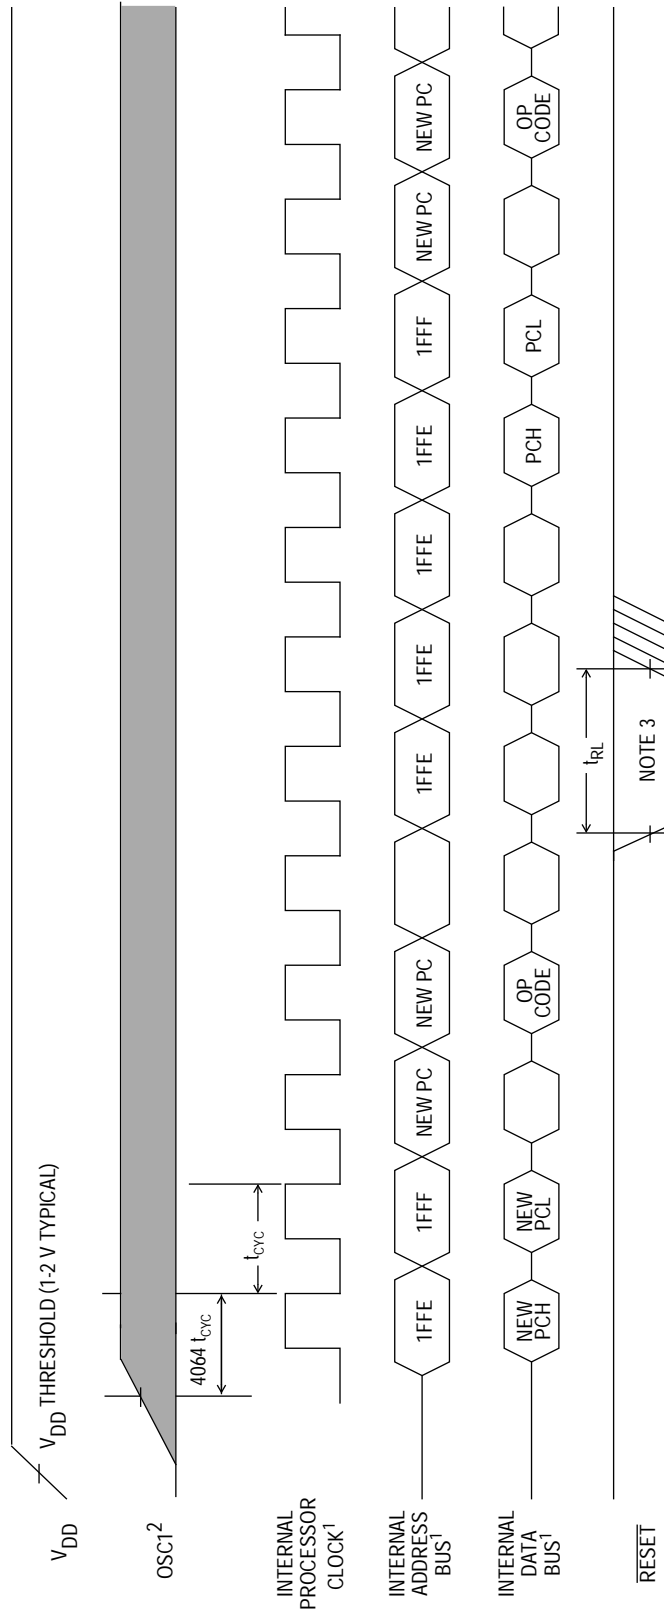 VDD
VDD THRESHOLD (1-2 V TYPICAL)
OSC1²
4064 tCYC
tCYC
INTERNAL
PROCESSOR
CLOCK¹
INTERNAL
ADDRESS
BUS¹
1FFE
1FFF
NEW PC
NEW PC
1FFE
1FFE
1FFE
1FFE
1FFF
NEW PC
NEW PC
INTERNAL
DATA
BUS¹
NEW
PCH
NEW
PCL
OP
CODE
PCH
PCL
OP
CODE
RESET
tRL
NOTE 3